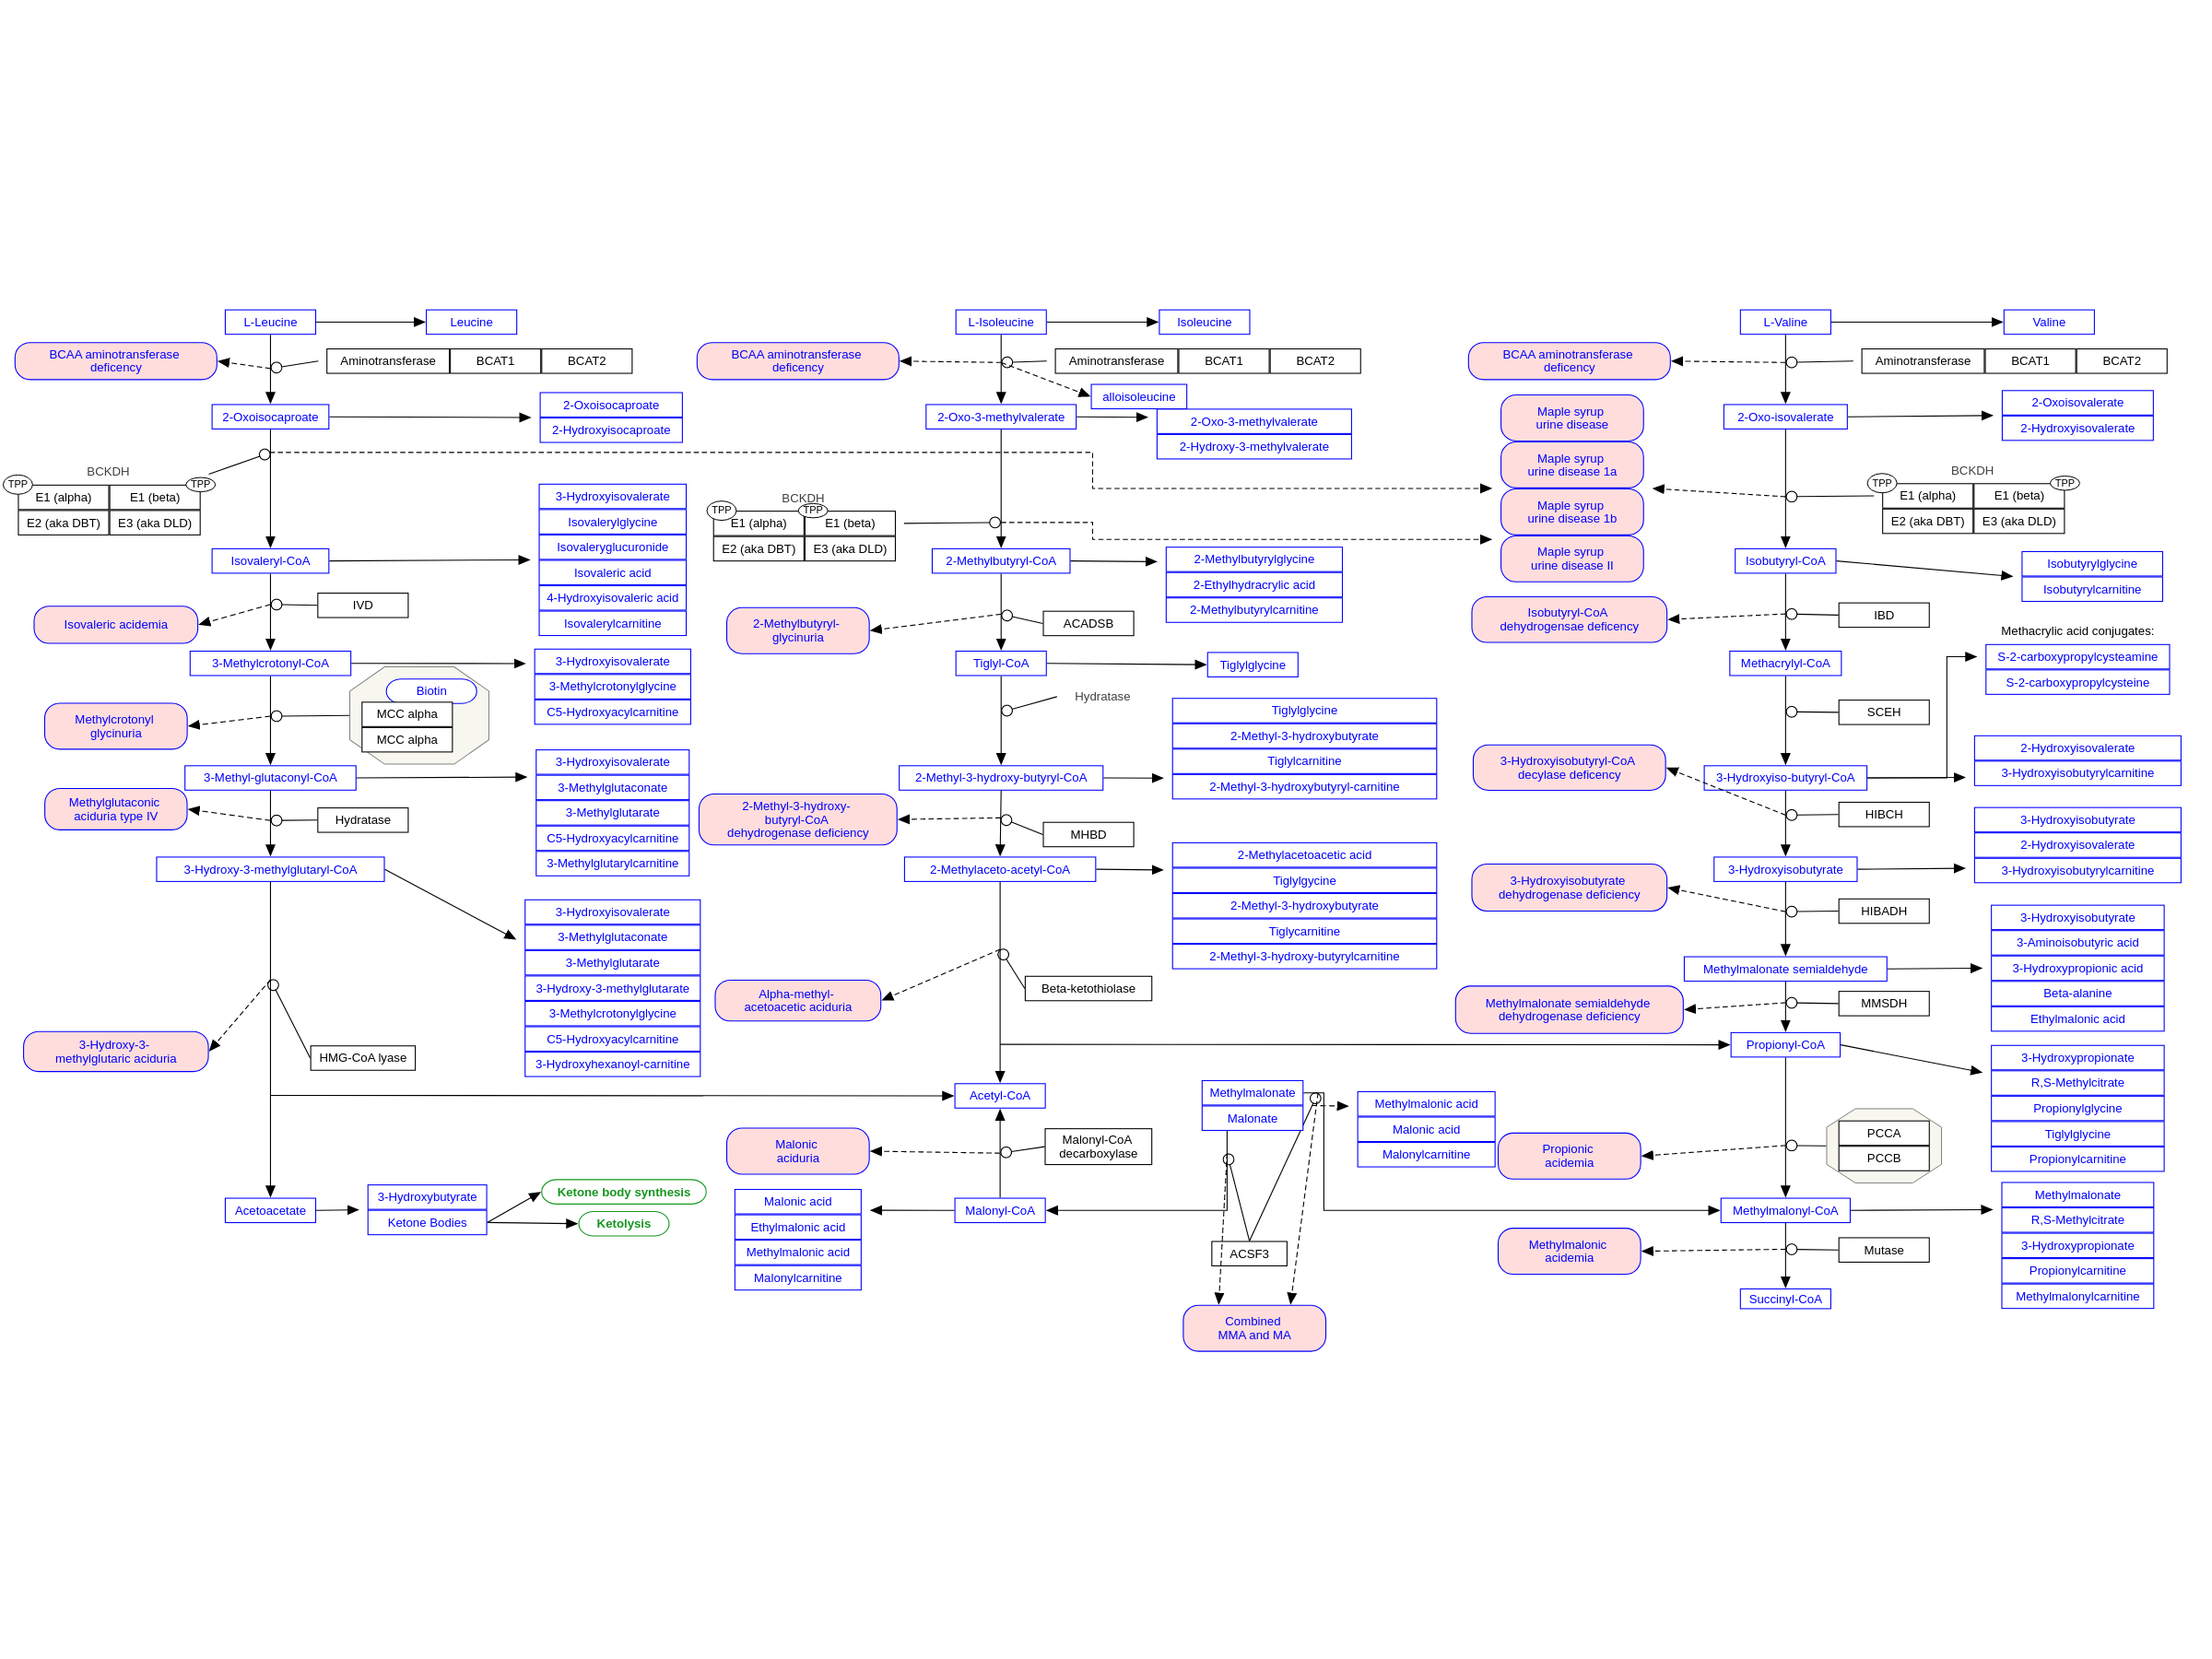 L-Leucine
Leucine
BCAA aminotransferase
deficency
Aminotransferase
BCAT1
BCAT2
2-Oxoisocaproate
2-Oxoisocaproate
2-Hydroxyisocaproate
BCKDH
TPP
TPP
E1 (alpha)
E1 (beta)
E2 (aka DBT)
E3 (aka DLD)
3-Hydroxyisovalerate
Isovalerylglycine
Isovaleryglucuronide
Isovaleric acid
4-Hydroxyisovaleric acid
Isovalerylcarnitine
Isovaleryl-CoA
IVD
Isovaleric acidemia
3-Methylcrotonyl-CoA
3-Hydroxyisovalerate
3-Methylcrotonylglycine
C5-Hydroxyacylcarnitine
Biotin
MCC alpha
MCC alpha
Methylcrotonyl
glycinuria
3-Methyl-glutaconyl-CoA
3-Hydroxyisovalerate
3-Methylglutaconate
3-Methylglutarate
C5-Hydroxyacylcarnitine
3-Methylglutarylcarnitine
Methylglutaconic
aciduria type IV
Hydratase
3-Hydroxy-3-methylglutaryl-CoA
3-Hydroxyisovalerate
3-Methylglutaconate
3-Methylglutarate
3-Hydroxy-3-methylglutarate
3-Methylcrotonylglycine
C5-Hydroxyacylcarnitine
3-Hydroxyhexanoyl-carnitine
3-Hydroxy-3-
methylglutaric aciduria
HMG-CoA lyase
Acetoacetate
3-Hydroxybutyrate
Ketone Bodies
Ketone body synthesis
Ketolysis
L-Isoleucine
Isoleucine
BCAA aminotransferase
deficency
Aminotransferase
BCAT1
BCAT2
alloisoleucine
2-Oxo-3-methylvalerate
2-Oxo-3-methylvalerate
2-Hydroxy-3-methylvalerate
BCKDH
TPP
TPP
E1 (alpha)
E1 (beta)
E2 (aka DBT)
E3 (aka DLD)
2-Methylbutyryl-CoA
2-Methylbutyrylglycine
2-Ethylhydracrylic acid
2-Methylbutyrylcarnitine
2-Methylbutyryl-
glycinuria
ACADSB
Tiglyl-CoA
Tiglylglycine
Hydratase
Tiglylglycine
2-Methyl-3-hydroxybutyrate
Tiglylcarnitine
2-Methyl-3-hydroxybutyryl-carnitine
2-Methyl-3-hydroxy-butyryl-CoA
2-Methyl-3-hydroxy-
butyryl-CoA
dehydrogenase deficiency
MHBD
2-Methylaceto-acetyl-CoA
2-Methylacetoacetic acid
Tiglylgycine
2-Methyl-3-hydroxybutyrate
Tiglycarnitine
2-Methyl-3-hydroxy-butyrylcarnitine
Alpha-methyl-
acetoacetic aciduria
Beta-ketothiolase
Acetyl-CoA
Malonic
aciduria
Malonyl-CoA
decarboxylase
Malonyl-CoA
Malonic acid
Ethylmalonic acid
Methylmalonic acid
Malonylcarnitine
Methylmalonate
Malonate
Methylmalonic acid
Malonic acid
Malonylcarnitine
ACSF3
Combined
MMA and MA
L-Valine
Valine
BCAA aminotransferase
deficency
Aminotransferase
BCAT1
BCAT2
Maple syrup
urine disease
Maple syrup
urine disease 1a
Maple syrup
urine disease 1b
Maple syrup
urine disease II
2-Oxo-isovalerate
2-Oxoisovalerate
2-Hydroxyisovalerate
BCKDH
TPP
TPP
E1 (alpha)
E1 (beta)
E2 (aka DBT)
E3 (aka DLD)
Isobutyryl-CoA
Isobutyrylglycine
Isobutyrylcarnitine
Isobutyryl-CoA
dehydrogensae deficency
IBD
Methacrylic acid conjugates:
S-2-carboxypropylcysteamine
S-2-carboxypropylcysteine
Methacrylyl-CoA
SCEH
3-Hydroxyisobutyryl-CoA
decylase deficency
3-Hydroxyiso-butyryl-CoA
2-Hydroxyisovalerate
3-Hydroxyisobutyrylcarnitine
HIBCH
3-Hydroxyisobutyrate
2-Hydroxyisovalerate
3-Hydroxyisobutyrylcarnitine
3-Hydroxyisobutyrate
3-Hydroxyisobutyrate
dehydrogenase deficiency
HIBADH
3-Hydroxyisobutyrate
3-Aminoisobutyric acid
3-Hydroxypropionic acid
Beta-alanine
Ethylmalonic acid
Methylmalonate semialdehyde
Methylmalonate semialdehyde
dehydrogenase deficiency
MMSDH
Propionyl-CoA
3-Hydroxypropionate
R,S-Methylcitrate
Propionylglycine
Tiglylglycine
Propionylcarnitine
Propionic
acidemia
PCCA
PCCB
Methylmalonyl-CoA
Methylmalonate
R,S-Methylcitrate
3-Hydroxypropionate
Propionylcarnitine
Methylmalonylcarnitine
Methylmalonic
acidemia
Mutase
Succinyl-CoA